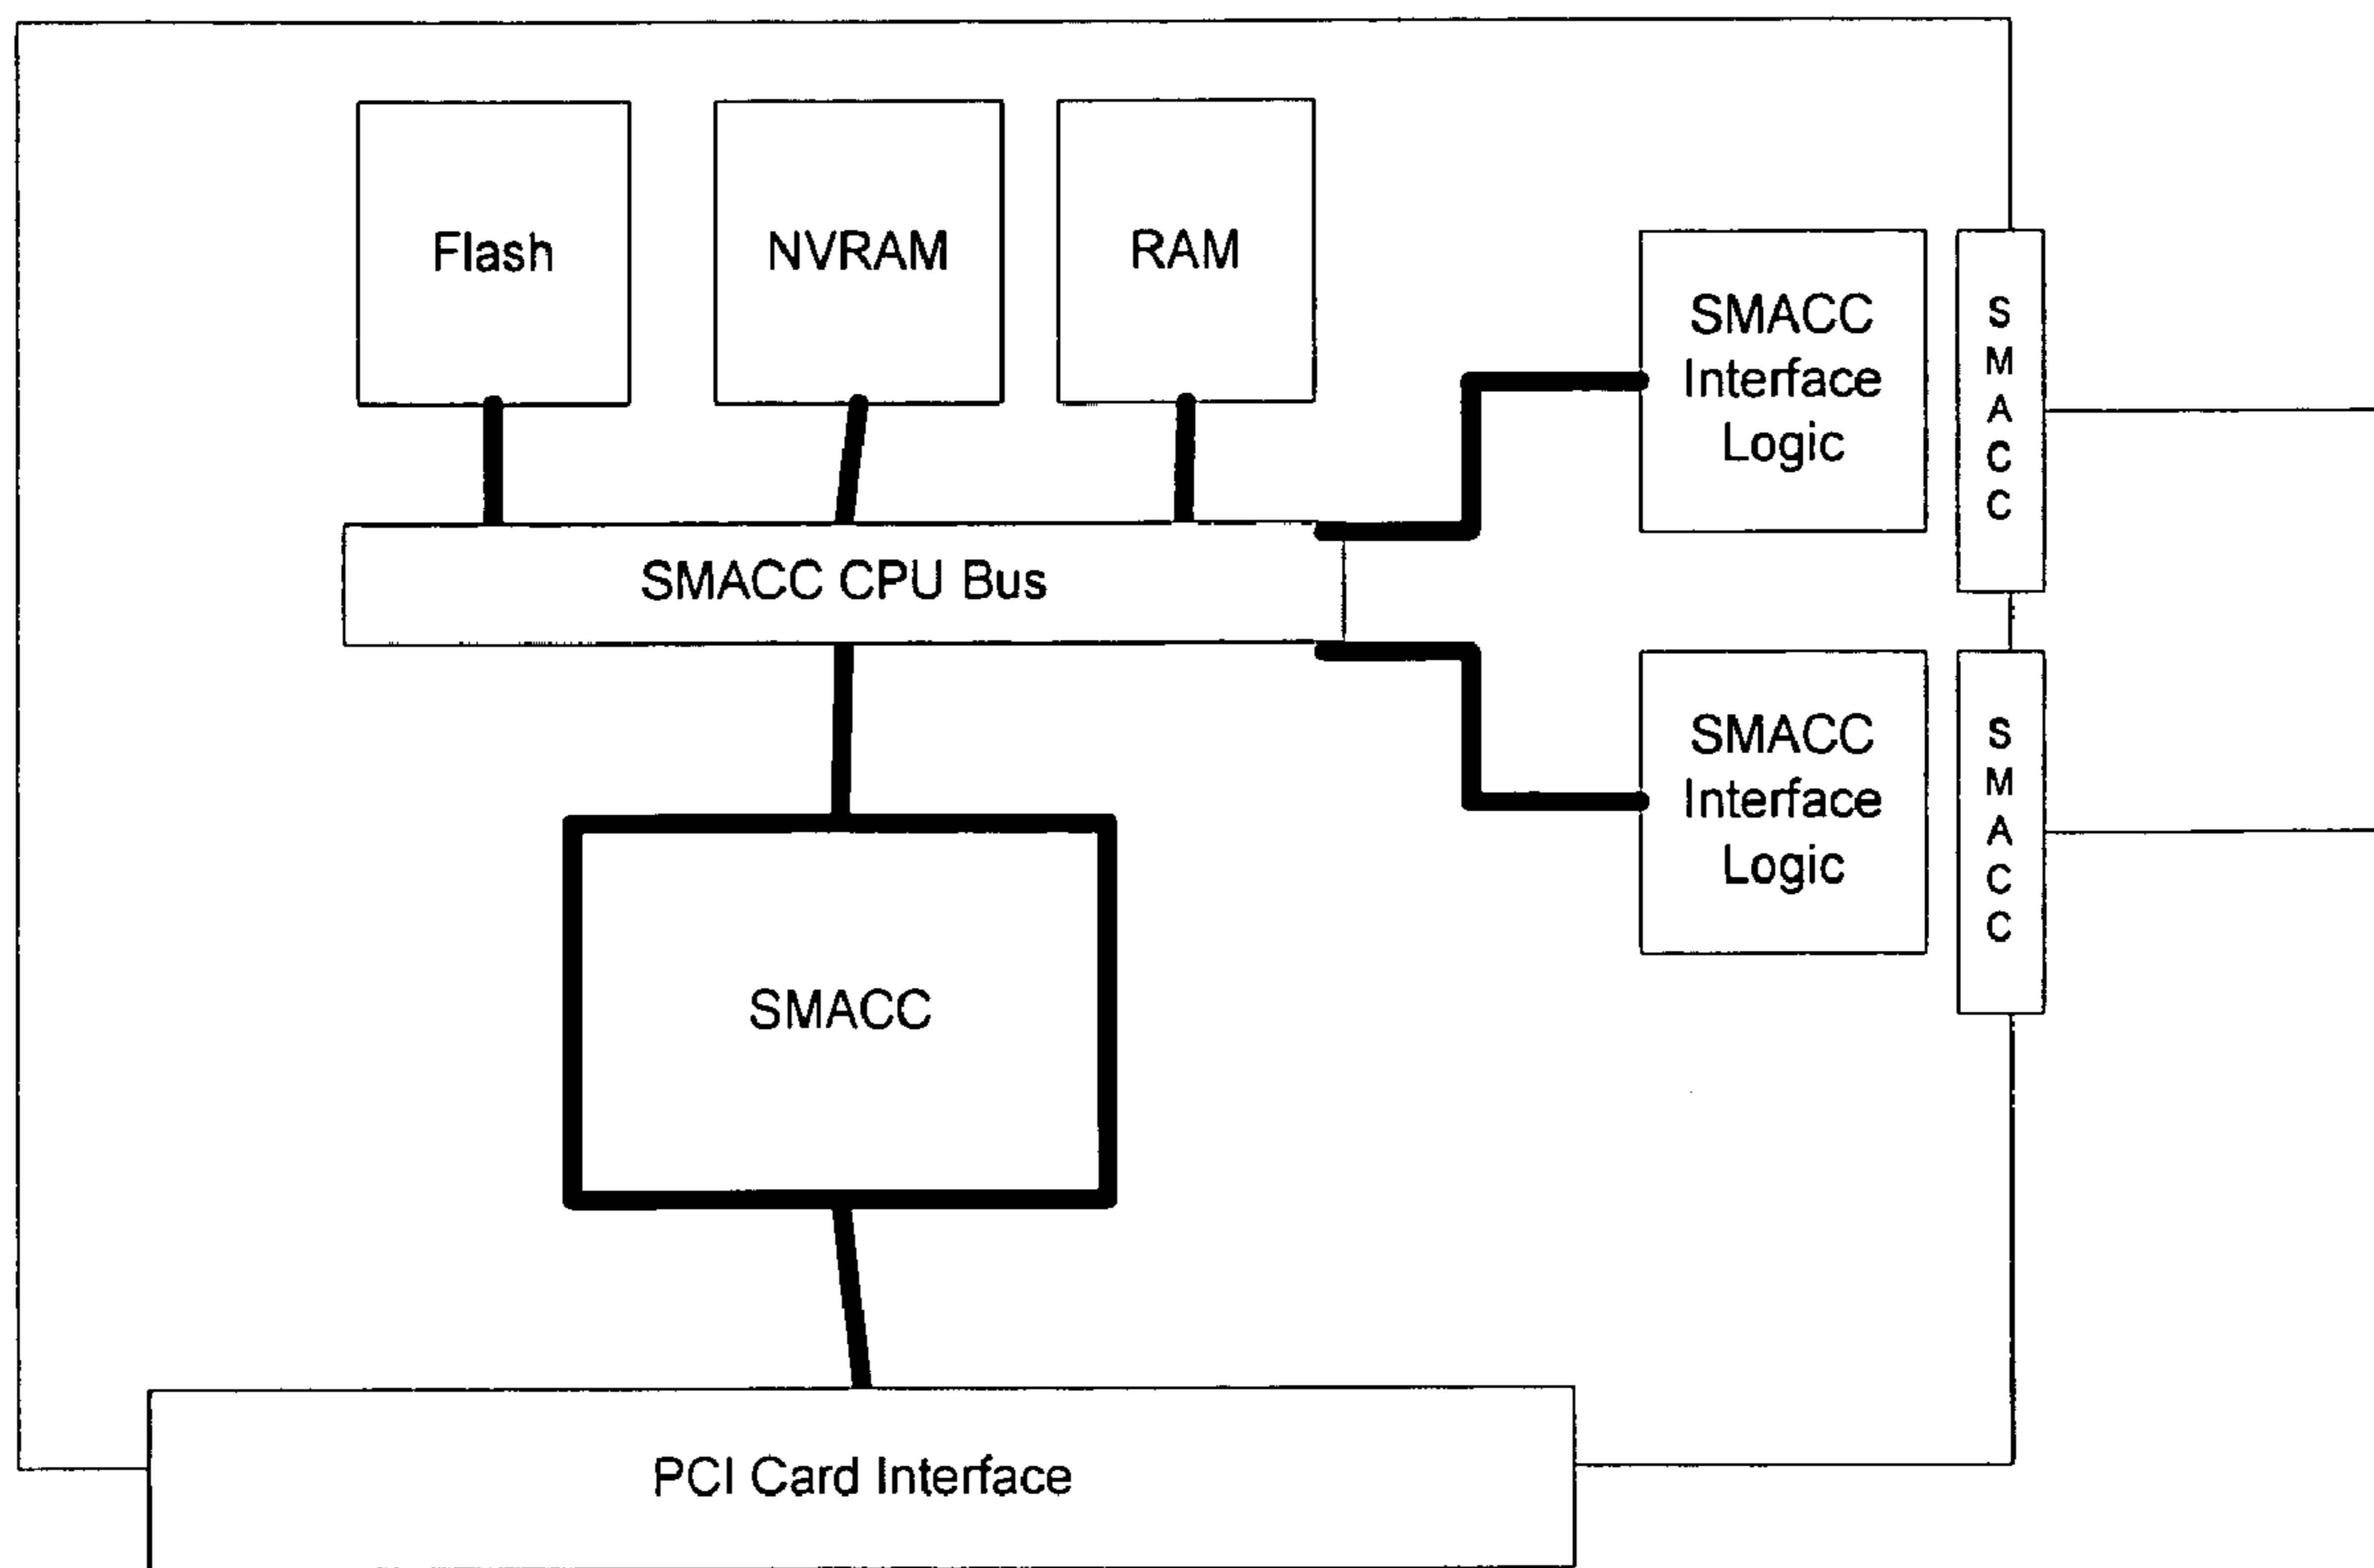 Flash
NVRAM
RAM
SMACC
Interface
Logic
S
M
A
C
C
SMACC CPU Bus
SMACC
Interface
Logic
S
M
A
C
C
SMACC
PCI Card Interface